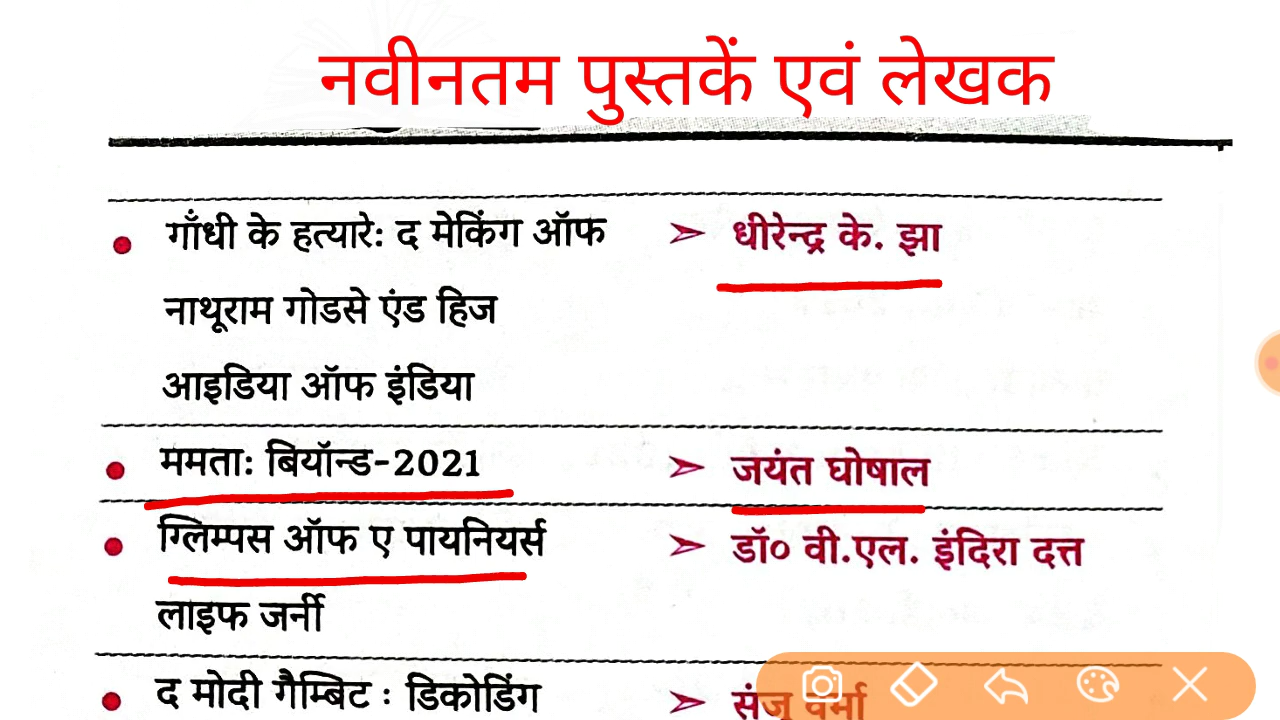 नवीनतम पुस्तकें एवं लेखक
गाँधी के हत्यारे: द मेकिंग ऑफ ➢ धीरेन्द्र के. झा
नाथूराम गोडसे एंड हिज
आइडिया ऑफ इंडिया
ममता: बियॉन्ड-2021 ➢ जयंत घोषाल
ग्लिम्पस ऑफ ए पायनियर्स ➢ डॉ० वी.एल. इंदिरा दत्त
लाइफ जर्नी
द मोदी गैम्बिट : डिकोडिंग ➢ संजू वर्मा